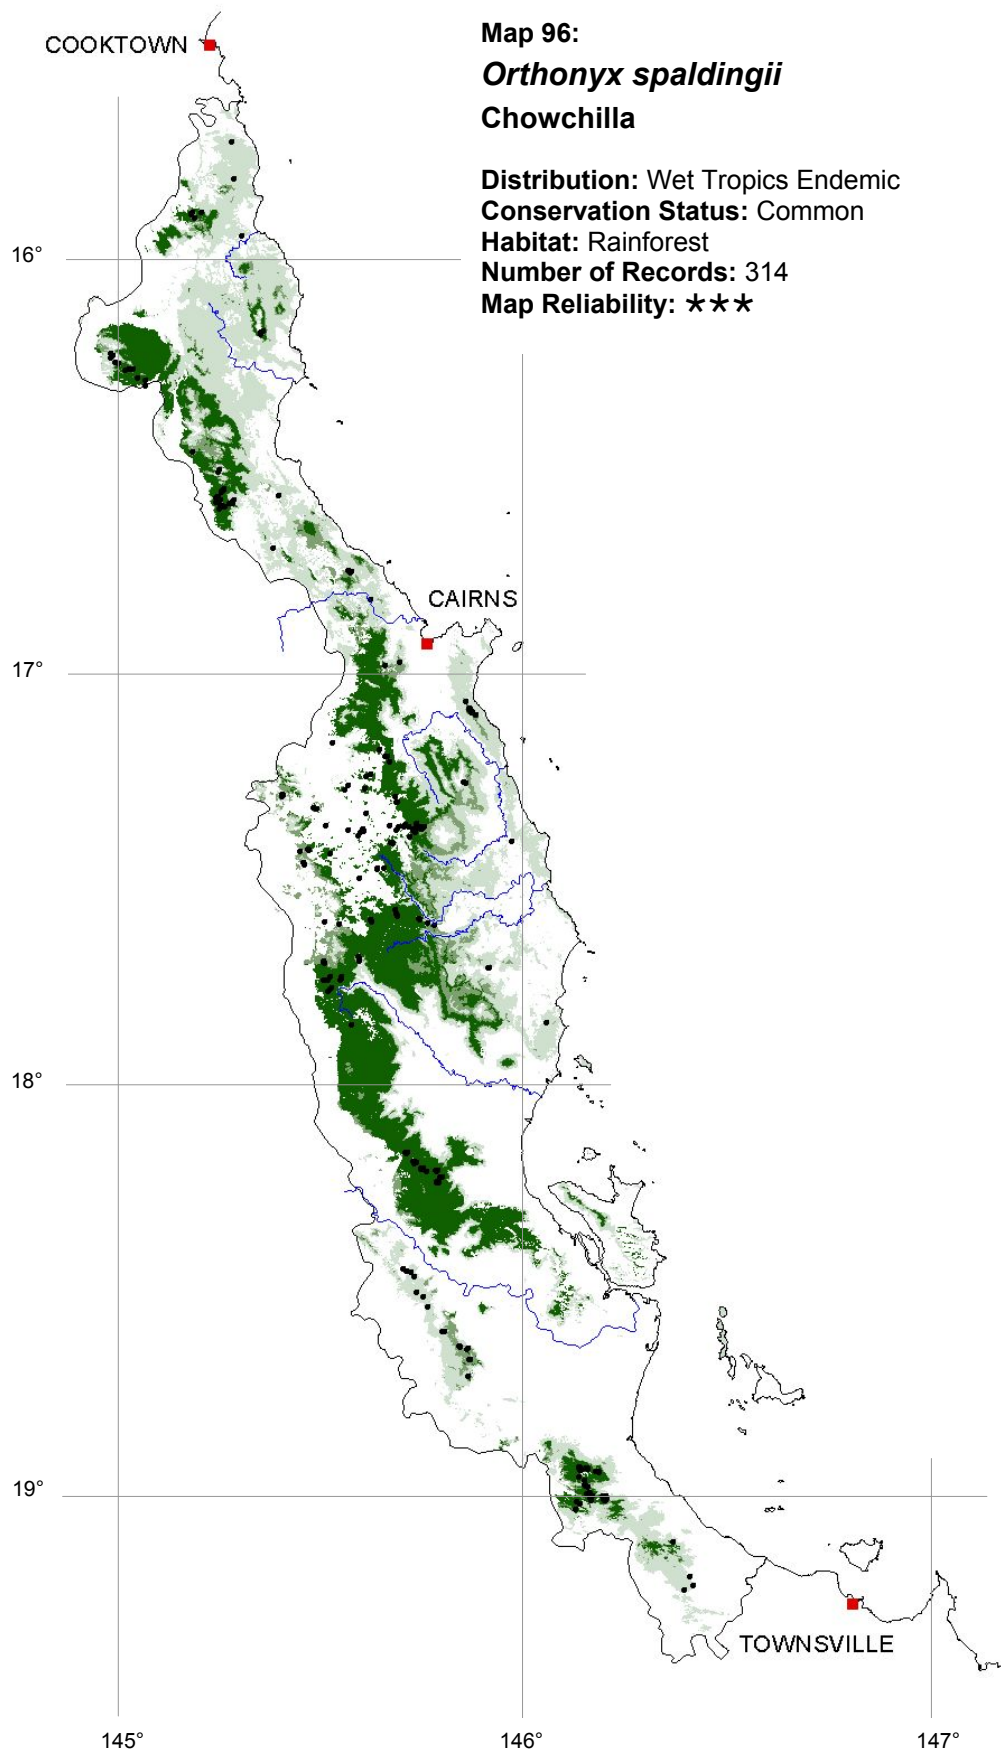 Map 96:
Orthonyx spaldingii
Chowchilla
Distribution: Wet Tropics Endemic
Conservation Status: Common
Habitat: Rainforest
Number of Records: 314
Map Reliability: ***
COOKTOWN
16°
CAIRNS
17°
18°
19°
TOWNSVILLE
145°
146°
147°